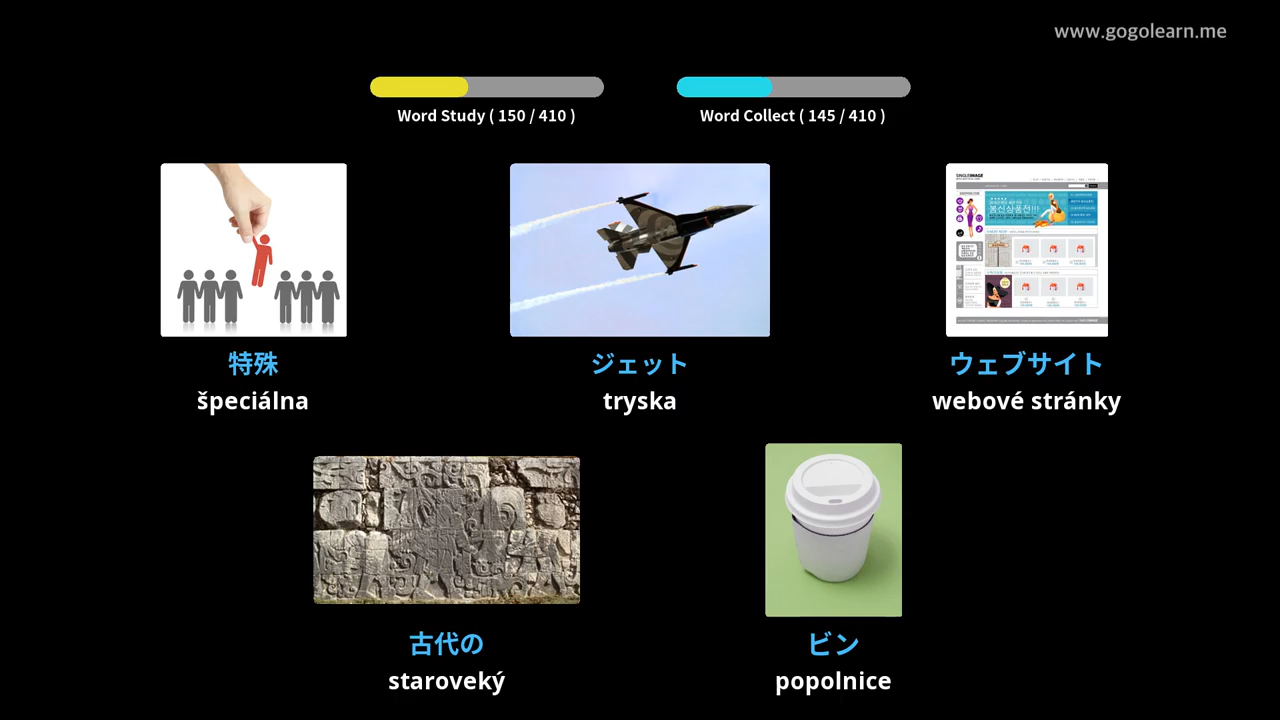 www.gogolearn.me
Word Study ( 150 / 410 )
Word Collect ( 145 / 410 )
特殊
špeciálna
ジェット
tryska
ウェブサイト
webové stránky
古代の
staroveký
ビン
popolnice